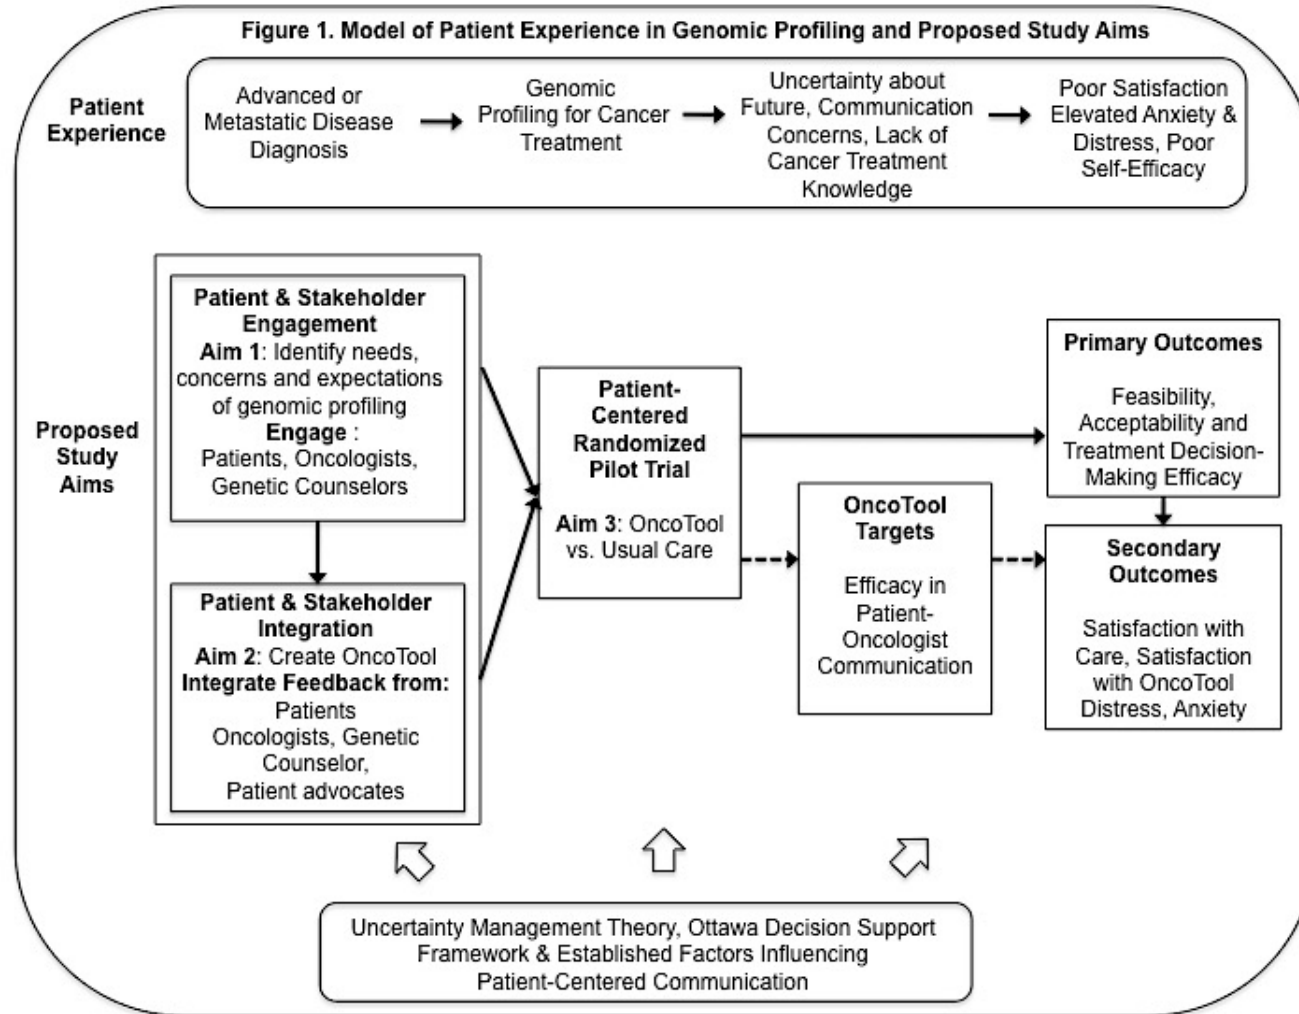 Figure 1. Model of Patient Experience in Genomic Profiling and Proposed Study Aims
Patient
Experience
Advanced or
Metastatic Disease
Diagnosis
Genomic
Profiling for Cancer
Treatment
Uncertainty about
Future, Communication
Concerns, Lack of
Cancer Treatment
Knowledge
Poor Satisfaction
Elevated Anxiety &
Distress, Poor
Self-Efficacy
Proposed
Study
Aims
Patient & Stakeholder
Engagement
Aim 1: Identify needs,
concerns and expectations
of genomic profiling
Engage :
Patients, Oncologists,
Genetic Counselors
Patient & Stakeholder
Integration
Aim 2: Create OncoTool
Integrate Feedback from:
Patients
Oncologists, Genetic
Counselor,
Patient advocates
Patient-
Centered
Randomized
Pilot Trial
Aim 3: OncoTool
vs. Usual Care
OncoTool
Targets
Efficacy in
Patient-
Oncologist
Communication
Primary Outcomes
Feasibility,
Acceptability and
Treatment Decision-
Making Efficacy
Secondary
Outcomes
Satisfaction with
Care, Satisfaction
with OncoTool
Distress, Anxiety
Uncertainty Management Theory, Ottawa Decision Support
Framework & Established Factors Influencing
Patient-Centered Communication